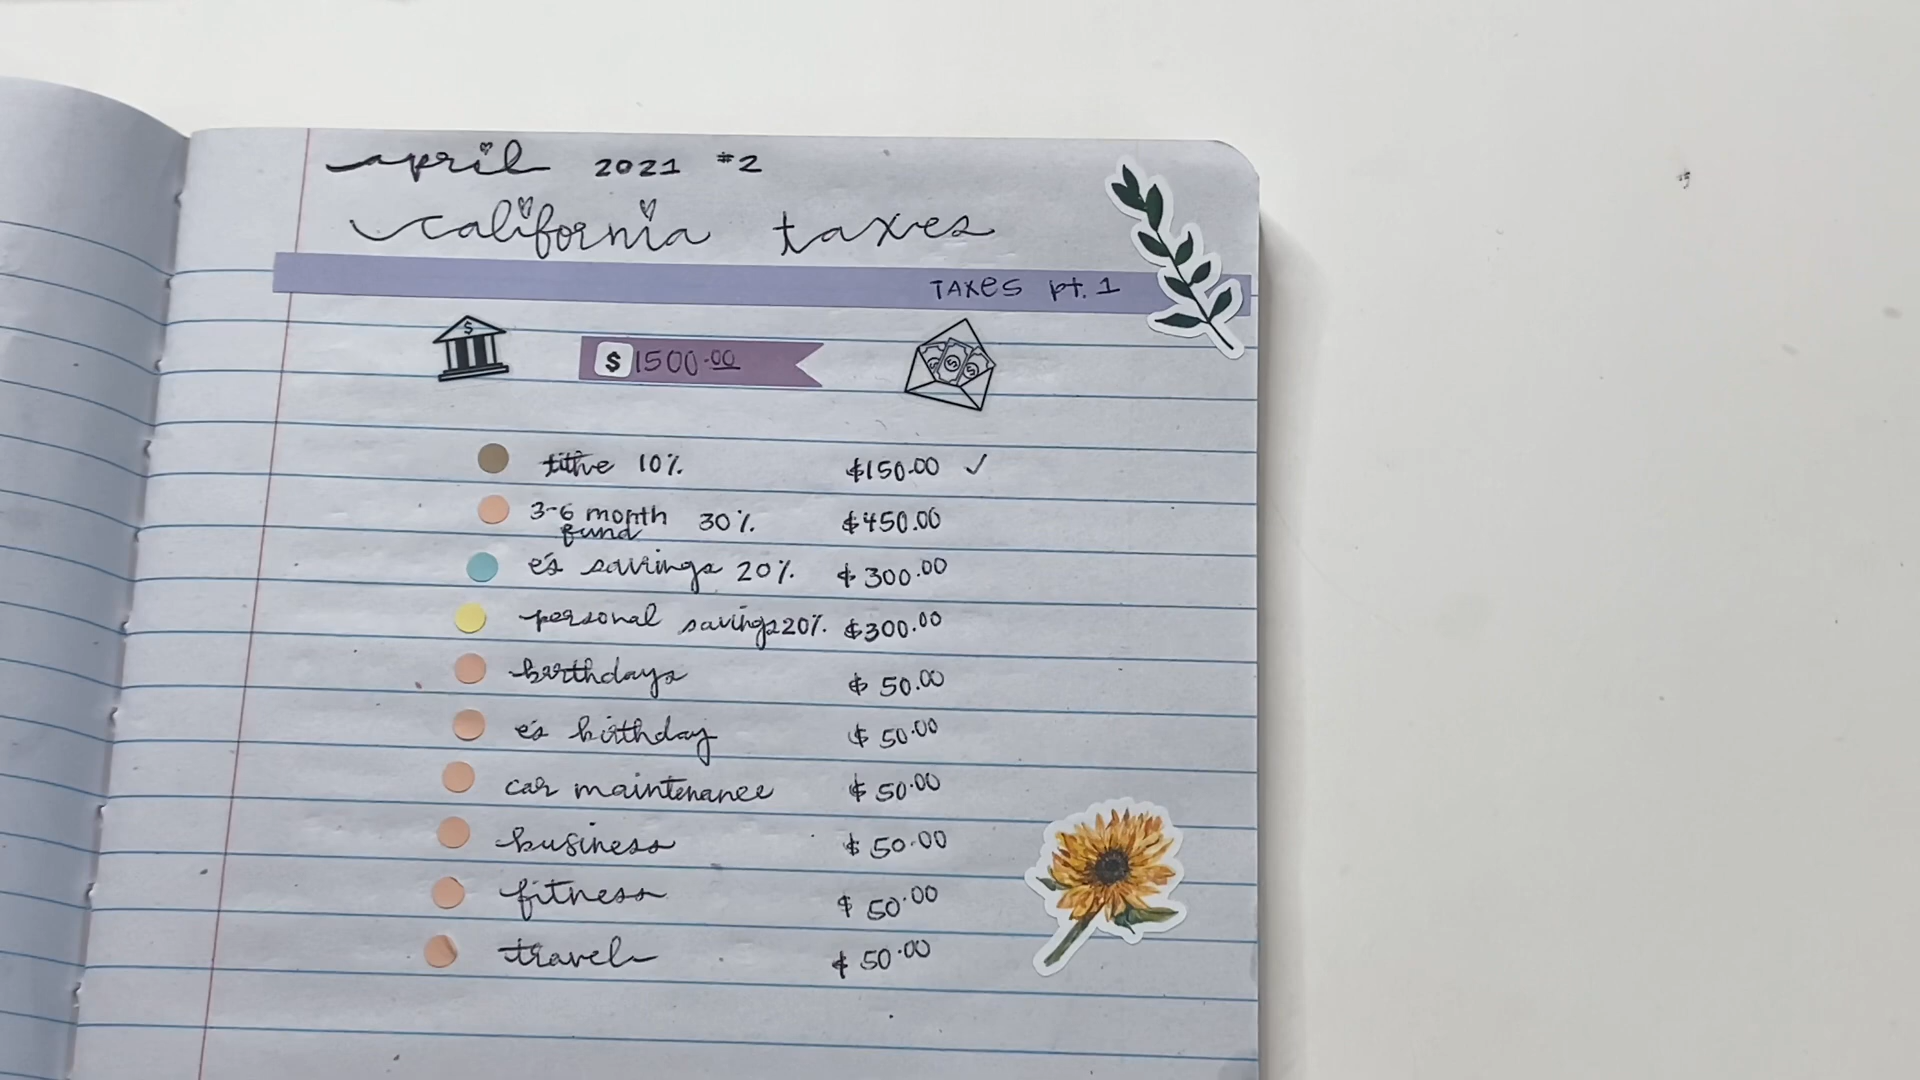 april 2021 #2
california taxes
TAXES pt. 1
$ 1500.00
tithe 10% $150.00 ✓
3-6 month fund 30% $450.00
e's savings 20% $300.00
personal savings 20% $300.00
birthdays $50.00
e's birthday $50.00
car maintenance $50.00
business $50.00
fitness $50.00
travel $50.00